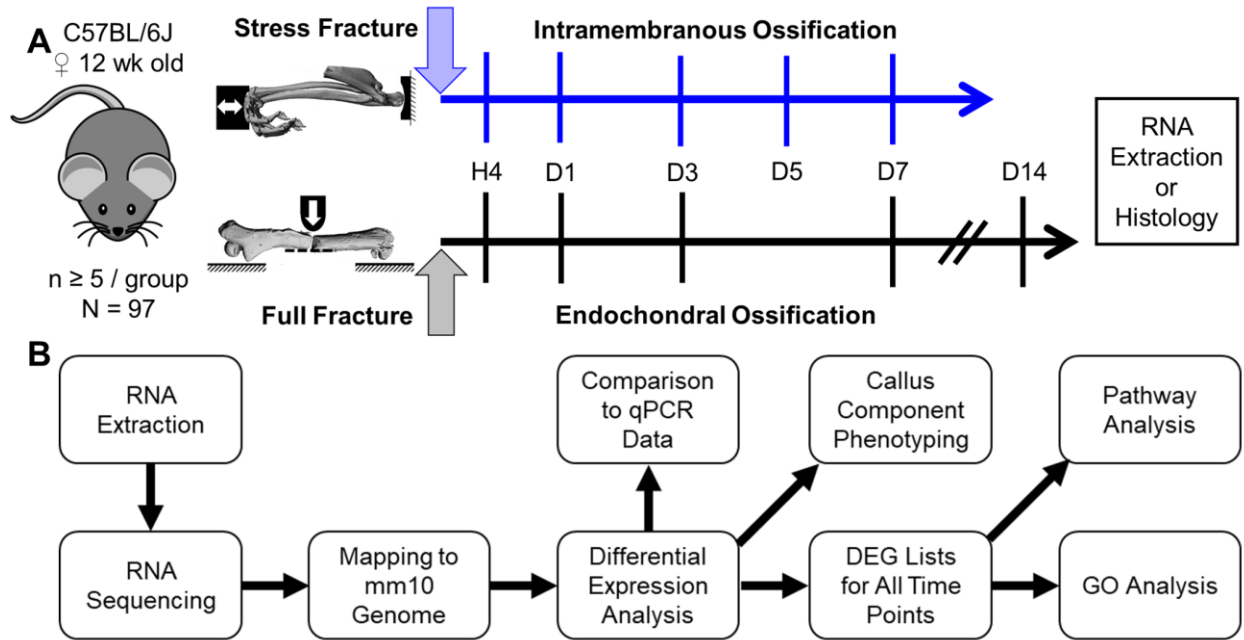 A
C57BL/6J
♀ 12 wk old
n ≥ 5 / group
N = 97
Stress Fracture
Intramembranous Ossification
H4 D1 D3 D5 D7 D14
Full Fracture
Endochondral Ossification
RNA
Extraction
or
Histology
B
RNA
Extraction
RNA
Sequencing
Mapping to
mm10
Genome
Comparison
to qPCR
Data
Differential
Expression
Analysis
Callus
Component
Phenotyping
DEG Lists
for All Time
Points
Pathway
Analysis
GO Analysis